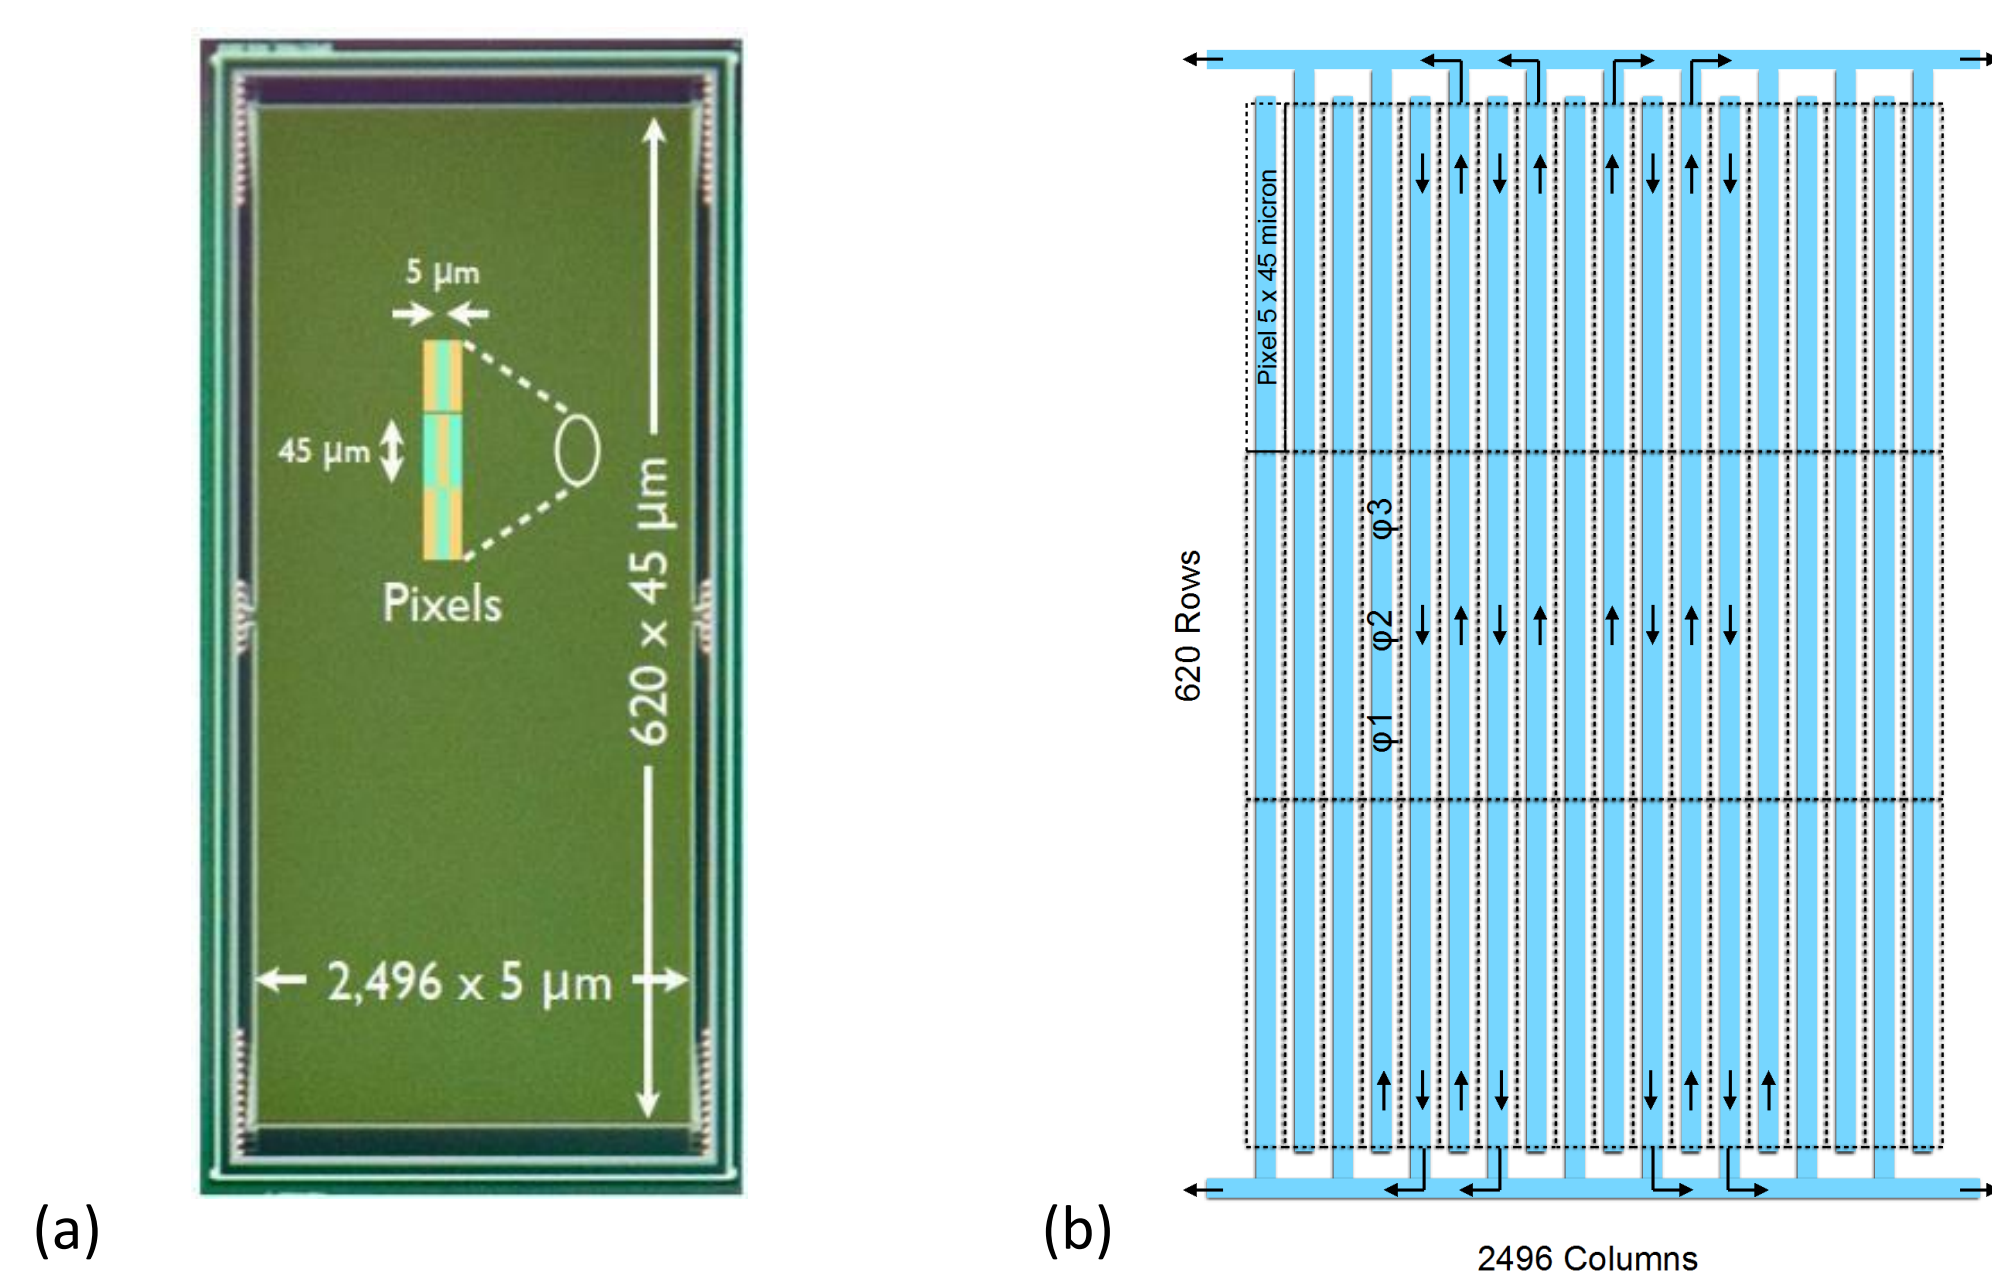 5 μm
45 μm
Pixels
620 x 45 μm
2,496 x 5 μm
(a)
Pixel 5 x 45 micron
φ3
φ2
φ1
620 Rows
2496 Columns
(b)